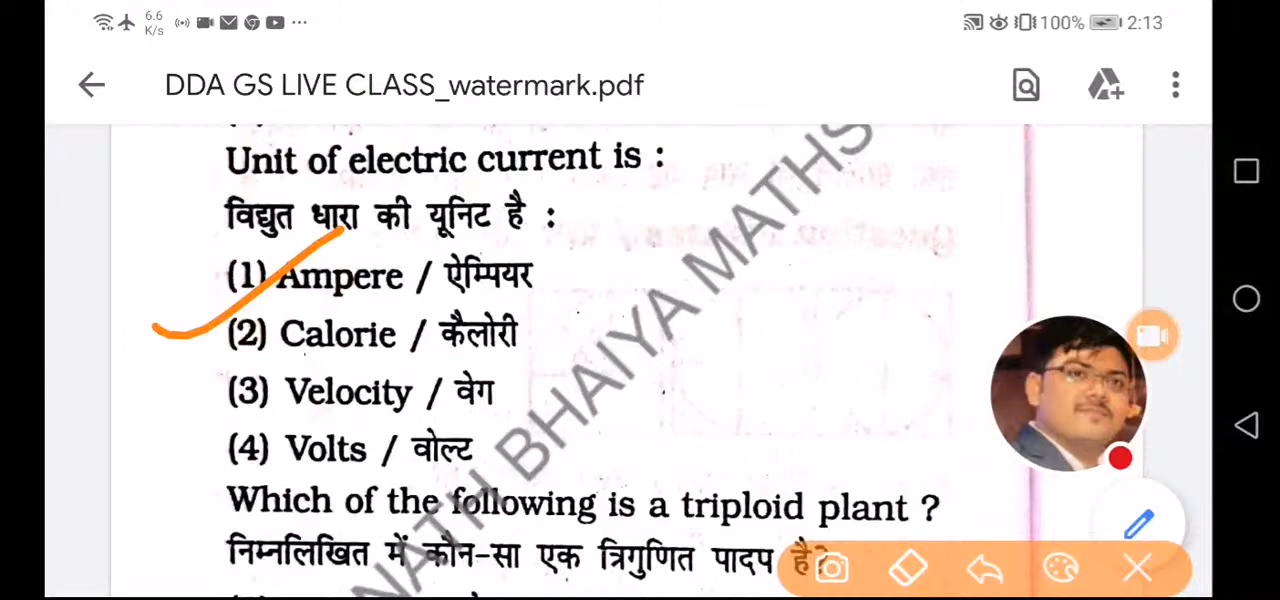 6.6
K/s
100%
2:13
DDA GS LIVE CLASS_watermark.pdf
Unit of electric current is :
विद्युत धारा की यूनिट है :
(1) Ampere / ऐम्पियर
(2) Calorie / कैलोरी
(3) Velocity / वेग
(4) Volts / वोल्ट
Which of the following is a triploid plant ?
निम्नलिखित में कौन-सा एक त्रिगुणित पादप है?
NATH BHAIYA MATHS